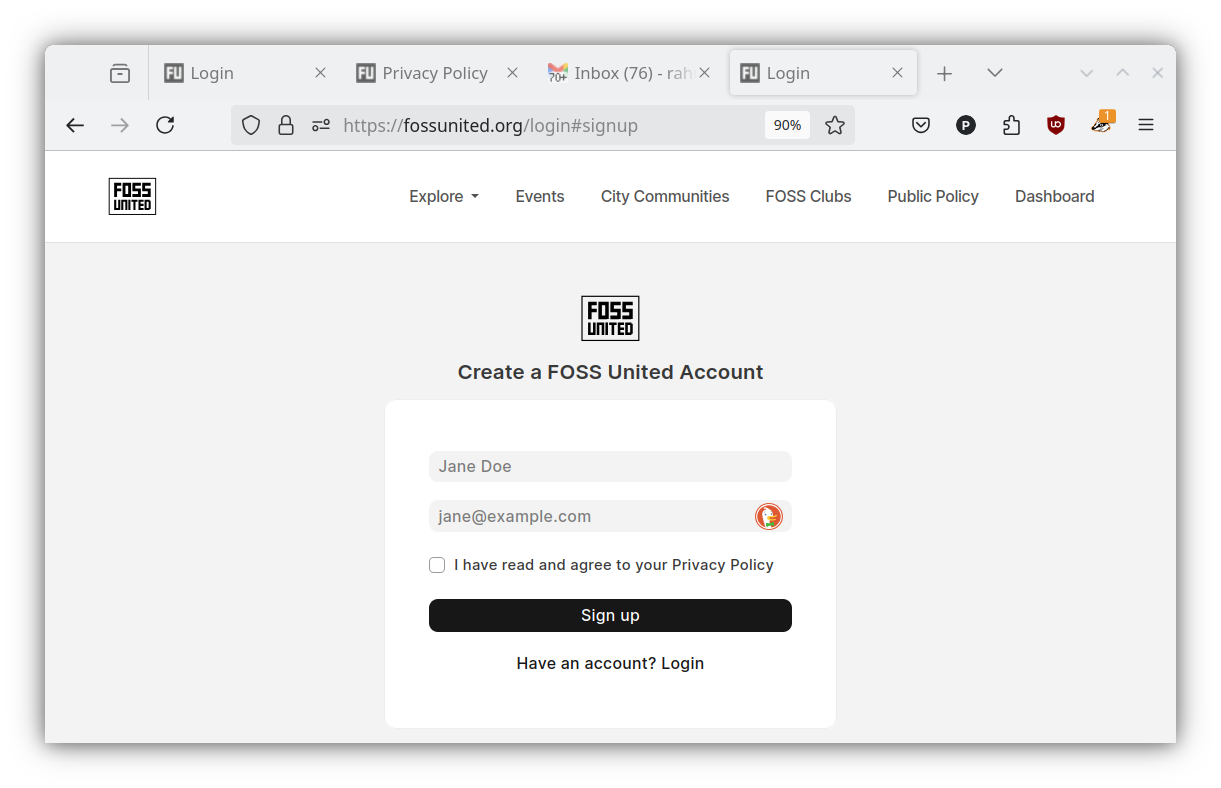 FU Login
FU Privacy Policy
70+ Inbox (76) - rah
FU Login
https://fossunited.org/login#signup
90%
P
UO
1
FOSS
UNITED
Explore
Events
City Communities
FOSS Clubs
Public Policy
Dashboard
FOSS
UNITED
Create a FOSS United Account
Jane Doe
jane@example.com
I have read and agree to your Privacy Policy
Sign up
Have an account? Login